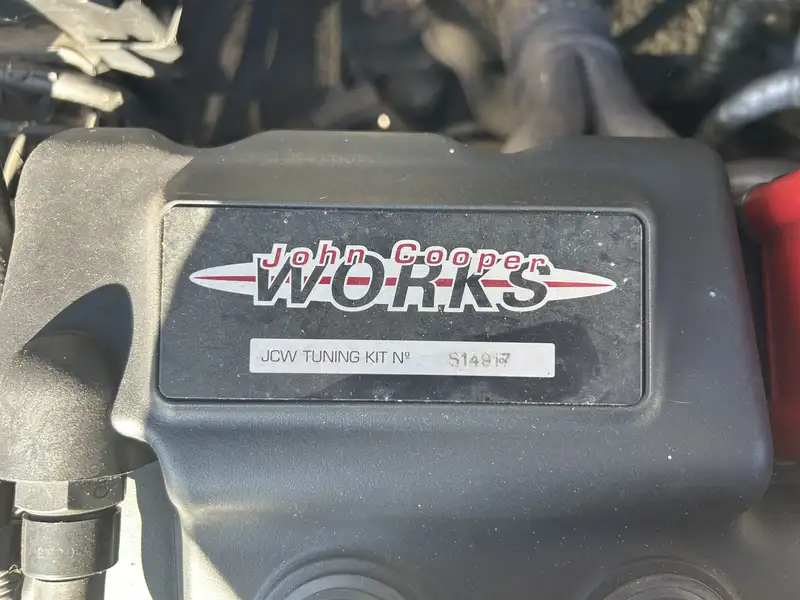 John Cooper
WORKS
JCW TUNING KIT Nº S14917